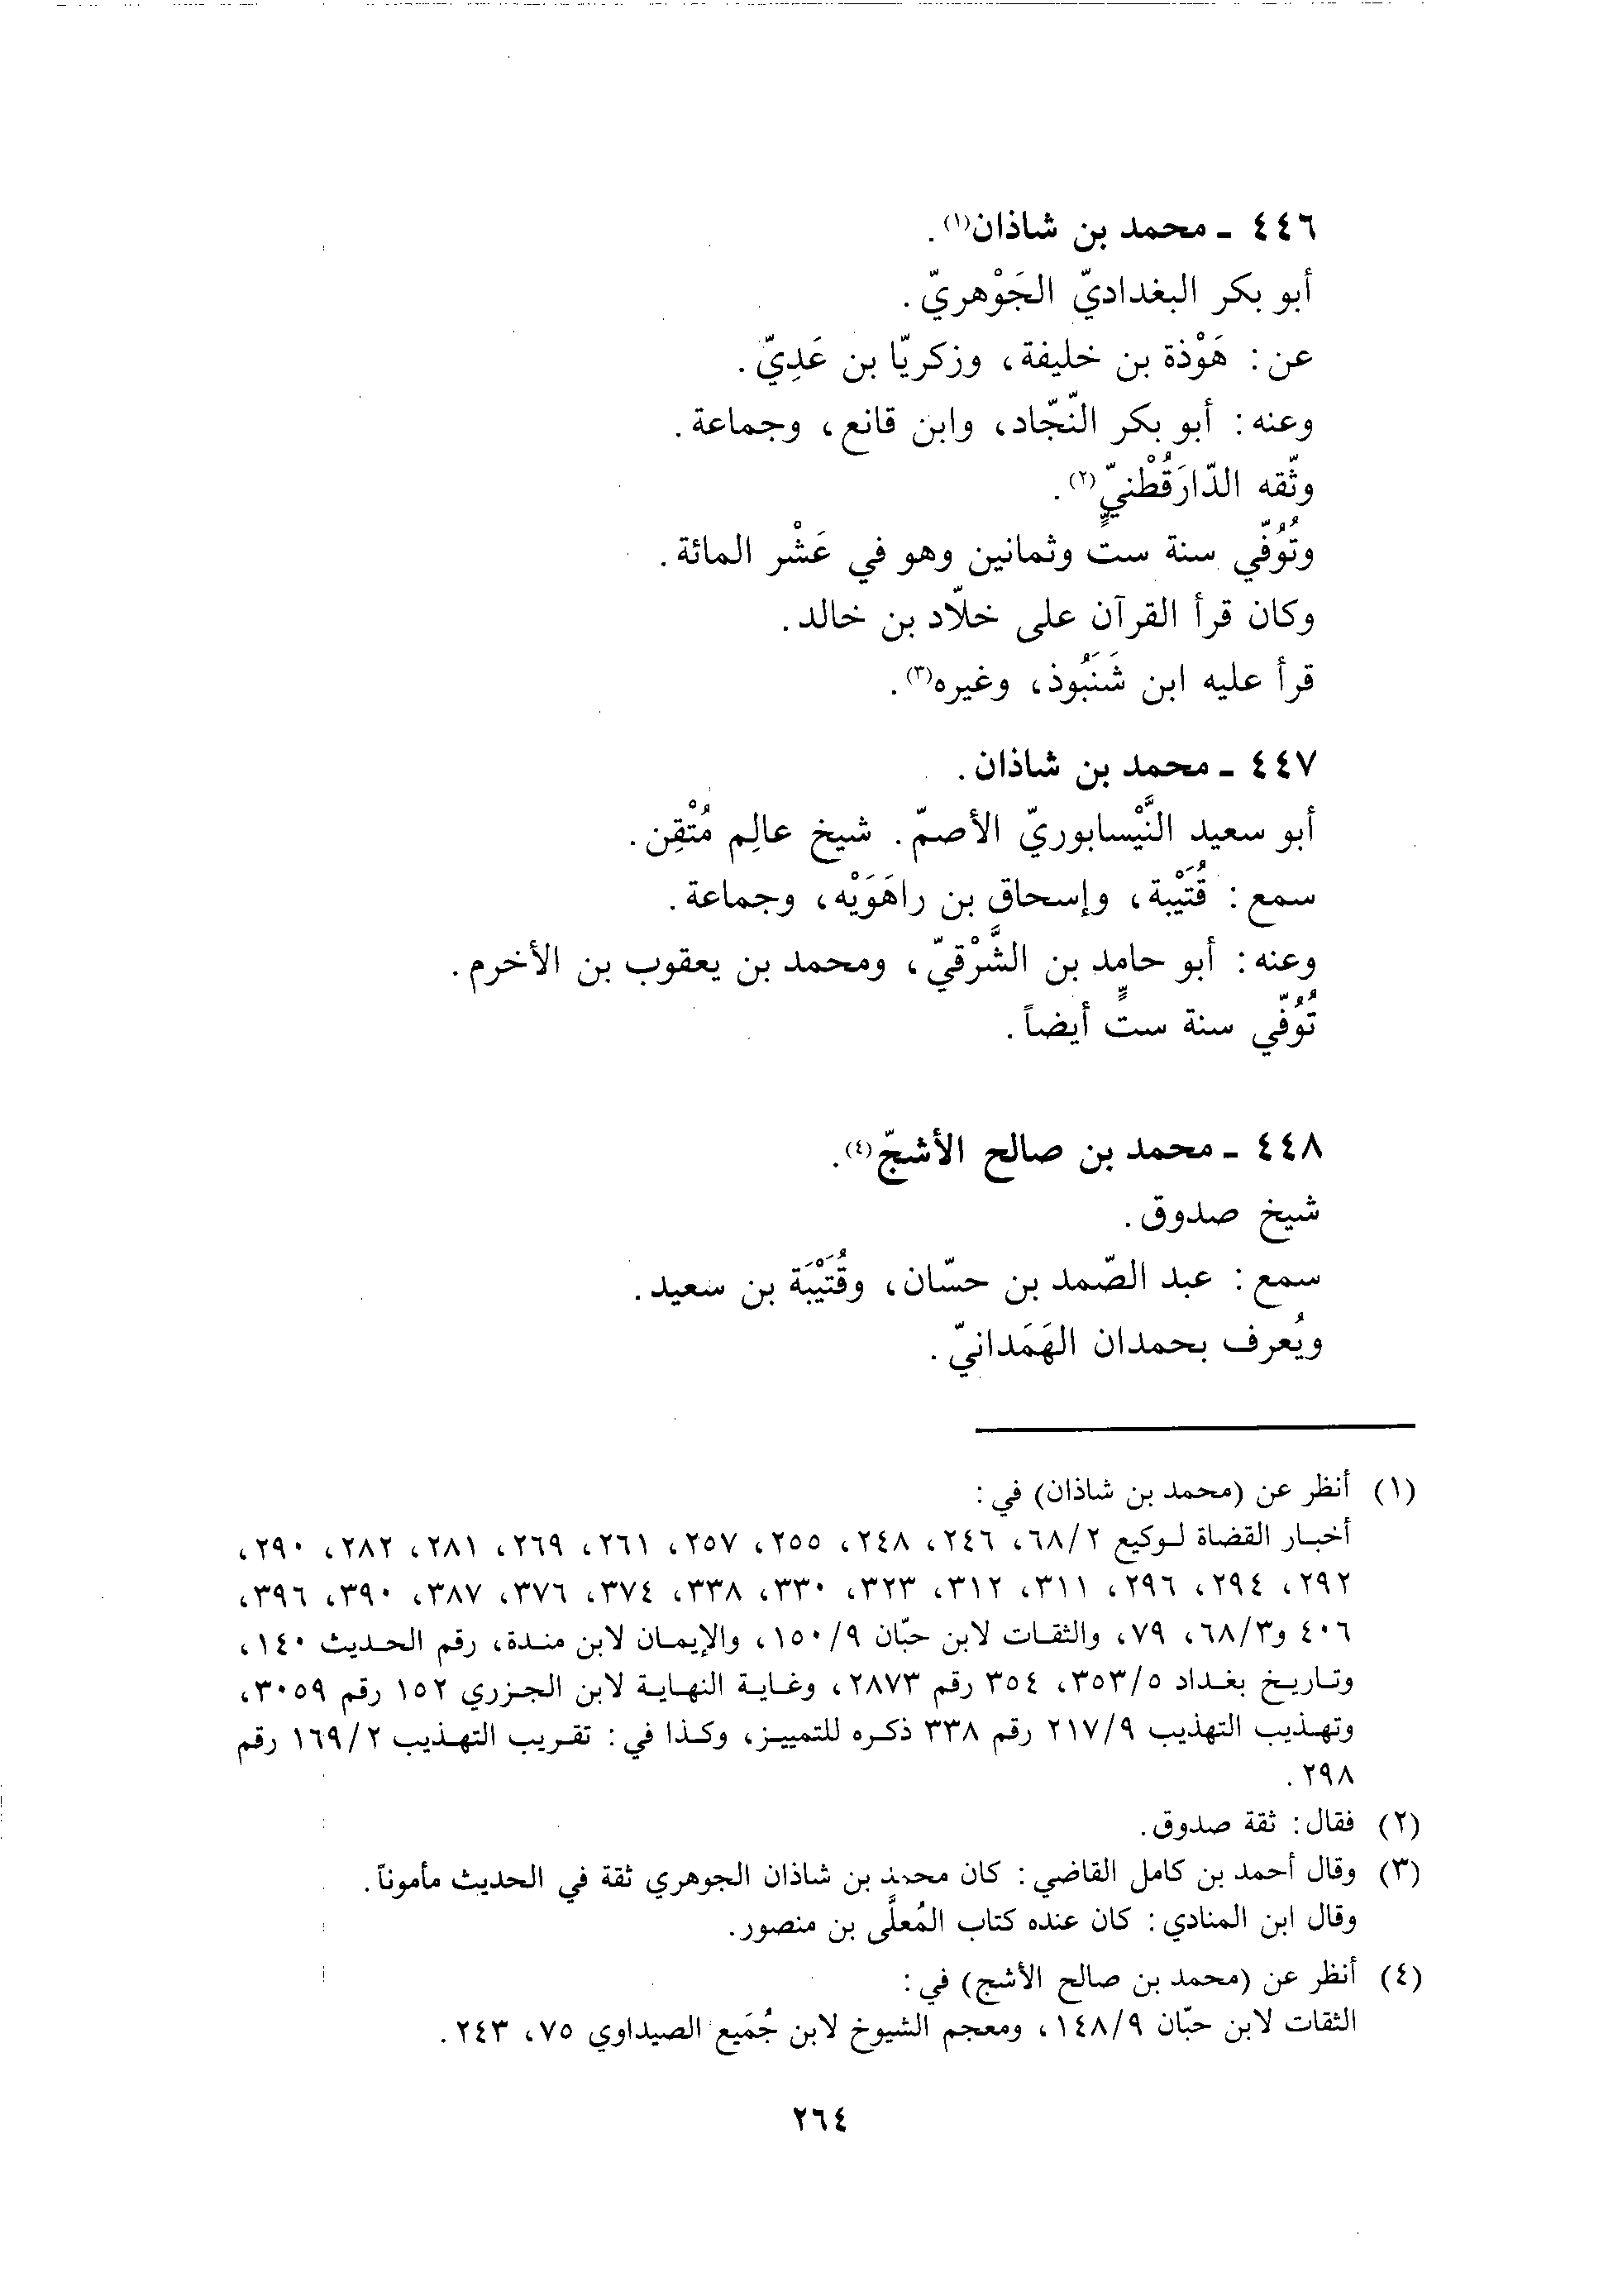 ٤٤٦ - محمد بن شاذان(١).
أبو بكر البغداديّ الجَوْهريّ.
عن: هَوْذة بن خليفة، وزكريّا بن عَدِيّ.
وعنه: أبو بكر النّجّاد، وابن قانع، وجماعة.
وثّقه الدّارَقُطْنيّ(٢).
وتُوُفّي سنة ستٍّ وثمانين وهو في عَشْر المائة.
وكان قرأ القرآن على خلّاد بن خالد.
قرأ عليه ابن شَنَبُوذ، وغيره(٣).
٤٤٧ - محمد بن شاذان.
أبو سعيد النَّيْسابوريّ الأصمّ. شيخ عالِم مُتْقِن.
سمع: قُتَيْبة، وإسحاق بن راهَوَيْه، وجماعة.
وعنه: أبو حامد بن الشَّرْقيّ، ومحمد بن يعقوب بن الأخرم.
تُوُفّي سنة ستٍّ أيضاً.
٤٤٨ - محمد بن صالح الأشجّ(٤).
شيخ صدوق.
سمع: عبد الصّمد بن حسّان، وقُتَيْبَة بن سعيد.
ويُعرف بحمدان الهَمَدانيّ.
(١) أنظر عن (محمد بن شاذان) في:
أخبار القضاة لوكيع ٦٨/٢، ٢٤٦، ٢٤٨، ٢٥٥، ٢٥٧، ٢٦١، ٢٦٩، ٢٨١، ٢٨٢، ٢٩٠،
٢٩٢، ٢٩٤، ٢٩٦، ٣١١، ٣١٢، ٣٢٣، ٣٣٠، ٣٣٨، ٣٧٤، ٣٧٦، ٣٨٧، ٣٩٠، ٣٩٦،
٤٠٦ و٦٨/٣، ٧٩، والثقات لابن حبّان ١٥٠/٩، والإيمان لابن مندة، رقم الحديث ١٤٠،
وتاريخ بغداد ٣٥٣/٥، ٣٥٤ رقم ٢٨٧٣، وغاية النهاية لابن الجزري ١٥٢ رقم ٣٠٥٩،
وتهذيب التهذيب ٢١٧/٩ رقم ٣٣٨ ذكره للتمييز، وكذا في: تقريب التهذيب ١٦٩/٢ رقم
٢٩٨.
(٢) فقال: ثقة صدوق.
(٣) وقال أحمد بن كامل القاضي: كان محمد بن شاذان الجوهري ثقة في الحديث مأموناً.
وقال ابن المنادي: كان عنده كتاب المُعلَّى بن منصور.
(٤) أنظر عن (محمد بن صالح الأشج) في:
الثقات لابن حبّان ١٤٨/٩، ومعجم الشيوخ لابن جُمَيع الصيداوي ٧٥، ٢٤٣.
٢٦٤